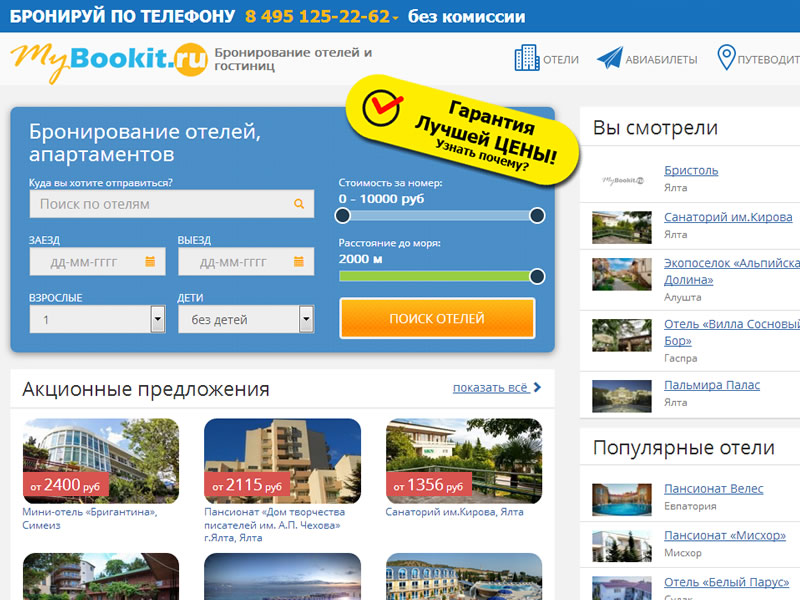 БРОНИРУЙ ПО ТЕЛЕФОНУ 8 495 125-22-62 без комиссии
MyBookit.ru
Бронирование отелей и
гостиниц
ОТЕЛИ
АВИАБИЛЕТЫ
ПУТЕВОДИТ
Бронирование отелей,
апартаментов
Гарантия
Лучшей ЦЕНЫ!
Узнать почему?
Куда вы хотите отправиться?
Поиск по отелям
Стоимость за номер:
0 - 10000 руб
ЗАЕЗД
ВЫЕЗД
дд-мм-гггг
дд-мм-гггг
Расстояние до моря:
2000 м
ВЗРОСЛЫЕ
ДЕТИ
1
без детей
ПОИСК ОТЕЛЕЙ
Акционные предложения
показать всё
от 2400 руб
Мини-отель «Бригантина»,
Симеиз
от 2115 руб
Пансионат «Дом творчества
писателей им. А.П. Чехова»
г.Ялта, Ялта
от 1356 руб
Санаторий им.Кирова, Ялта
Вы смотрели
MyBookit.ru
Бристоль
Ялта
Санаторий им.Кирова
Ялта
Экопоселок «Альпийска
Долина»
Алушта
Отель «Вилла Сосновый
Бор»
Гаспра
Пальмира Палас
Ялта
Популярные отели
Пансионат Велес
Евпатория
Пансионат «Мисхор»
Мисхор
Отель «Белый Парус»